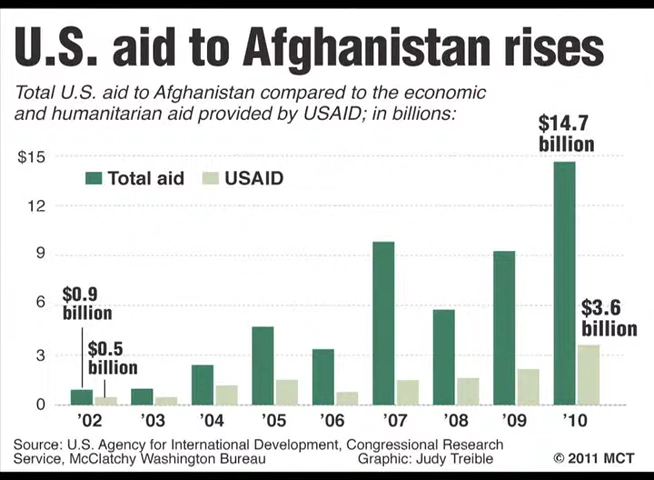 U.S. aid to Afghanistan rises
Total U.S. aid to Afghanistan compared to the economic
and humanitarian aid provided by USAID; in billions:
$14.7
billion
$15
Total aid
USAID
12
9
6
3
0
$0.9
billion
$0.5
billion
$3.6
billion
’02 ’03 ’04 ’05 ’06 ’07 ’08 ’09 ’10
Source: U.S. Agency for International Development, Congressional Research
Service, McClatchy Washington Bureau
Graphic: Judy Treible
© 2011 MCT